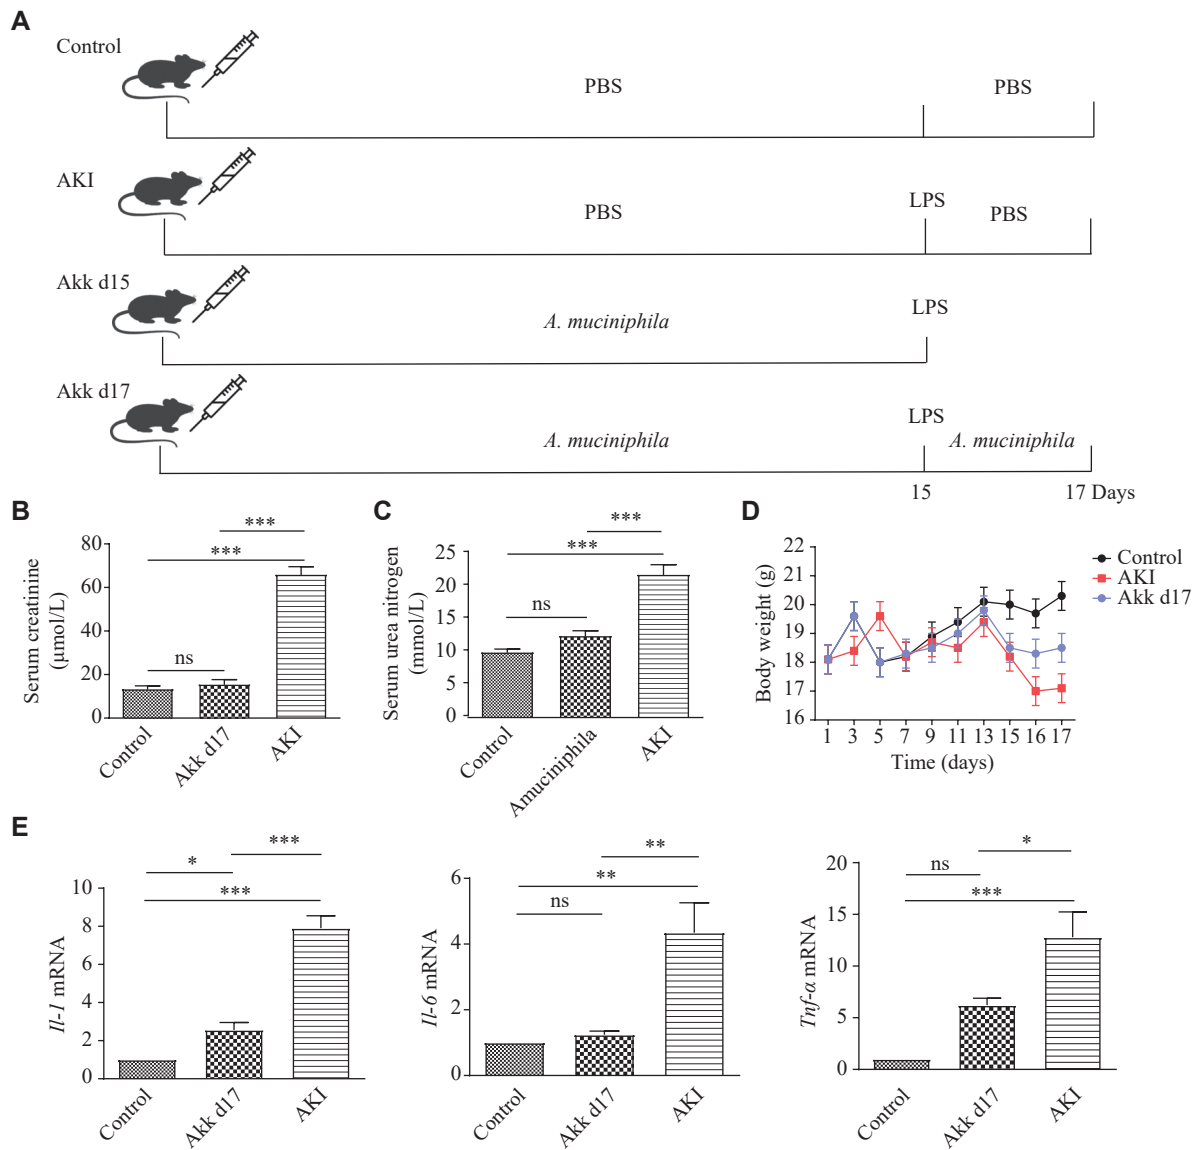 A
Control
PBS
PBS
AKI
PBS
LPS
PBS
Akk d15
A. muciniphila
LPS
Akk d17
A. muciniphila
LPS
A. muciniphila
15
17 Days
B
Serum creatinine
(μmol/L)
80
60
40
20
0
***
***
ns
Control
Akk d17
AKI
C
Serum urea nitrogen
(mmol/L)
25
20
15
10
5
0
***
***
ns
Control
Amuciniphila
AKI
D
Body weight (g)
22
21
20
19
18
17
16
1 3 5 7 9 11 13 15 16 17
Time (days)
Control
AKI
Akk d17
E
Il-1 mRNA
10
8
6
4
2
0
***
*
***
Control
Akk d17
AKI
Il-6 mRNA
6
4
2
0
**
**
ns
Control
Akk d17
AKI
Tnf-α mRNA
20
15
10
5
0
*
ns
***
Control
Akk d17
AKI